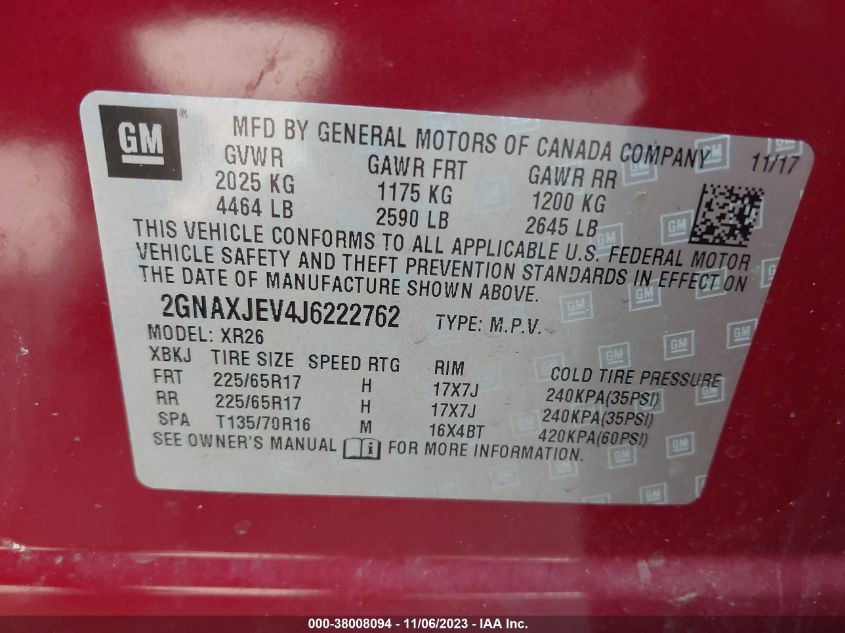 GM ®
MFD BY GENERAL MOTORS OF CANADA COMPANY 11/17
GVWR GAWR FRT GAWR RR
2025 KG 1175 KG 1200 KG
4464 LB 2590 LB 2645 LB
THIS VEHICLE CONFORMS TO ALL APPLICABLE U.S. FEDERAL MOTOR
VEHICLE SAFETY AND THEFT PREVENTION STANDARDS IN EFFECT ON
THE DATE OF MANUFACTURE SHOWN ABOVE.
2GNAXJEV4J6222762 TYPE: M.P.V.
MODEL: XR26
XBKJ TIRE SIZE SPEED RTG RIM COLD TIRE PRESSURE
FRT 225/65R17 H 17X7J 240KPA(35PSI)
RR 225/65R17 H 17X7J 240KPA(35PSI)
SPA T135/70R16 M 16X4BT 420KPA(60PSI)
SEE OWNER'S MANUAL i FOR MORE INFORMATION.
000-38008094 - 11/06/2023 - IAA Inc.